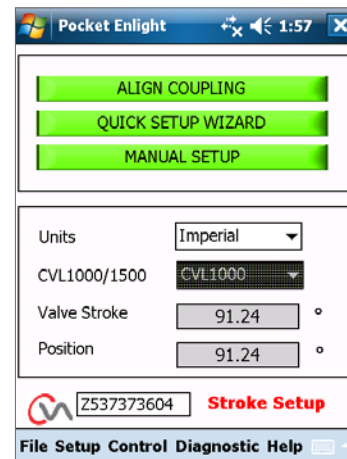 Pocket Enlight 1:57
ALIGN COUPLING
QUICK SETUP WIZARD
MANUAL SETUP
Units Imperial
CVL1000/1500 CVL1000
Valve Stroke 91.24 °
Position 91.24 °
Z537373604 Stroke Setup
File Setup Control Diagnostic Help